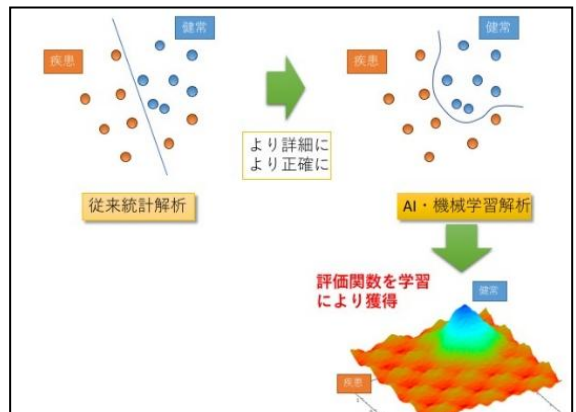 健常
疾患
健常
疾患
より詳細に
より正確に
従来統計解析
AI・機械学習解析
評価関数を学習
により獲得
健常
疾患